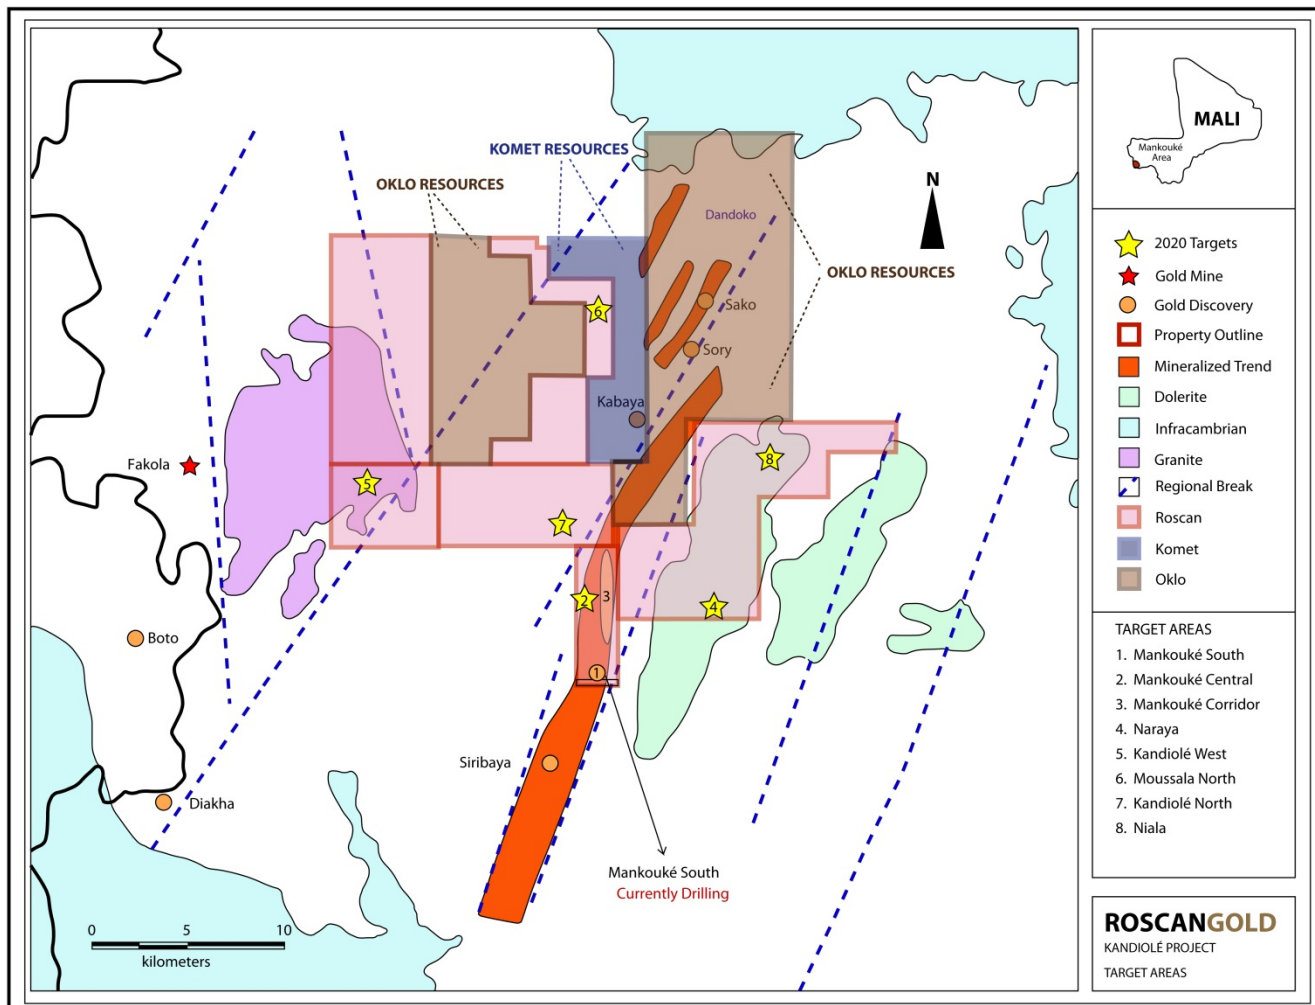 KOMET RESOURCES
OKLO RESOURCES
Dandoko
N
OKLO RESOURCES
Sako
6
Sory
Kabaya
Fakola
8
5
7
2
3
4
Boto
1
Siribaya
Diakha
Mankouké South
Currently Drilling
0 5 10
kilometers
MALI
Mankouké
Area
2020 Targets
Gold Mine
Gold Discovery
Property Outline
Mineralized Trend
Dolerite
Infracambrian
Granite
Regional Break
Roscan
Komet
Oklo
TARGET AREAS
1. Mankouké South
2. Mankouké Central
3. Mankouké Corridor
4. Naraya
5. Kandiolé West
6. Moussala North
7. Kandiolé North
8. Niala
ROSCANGOLD
KANDIOLÉ PROJECT
TARGET AREAS